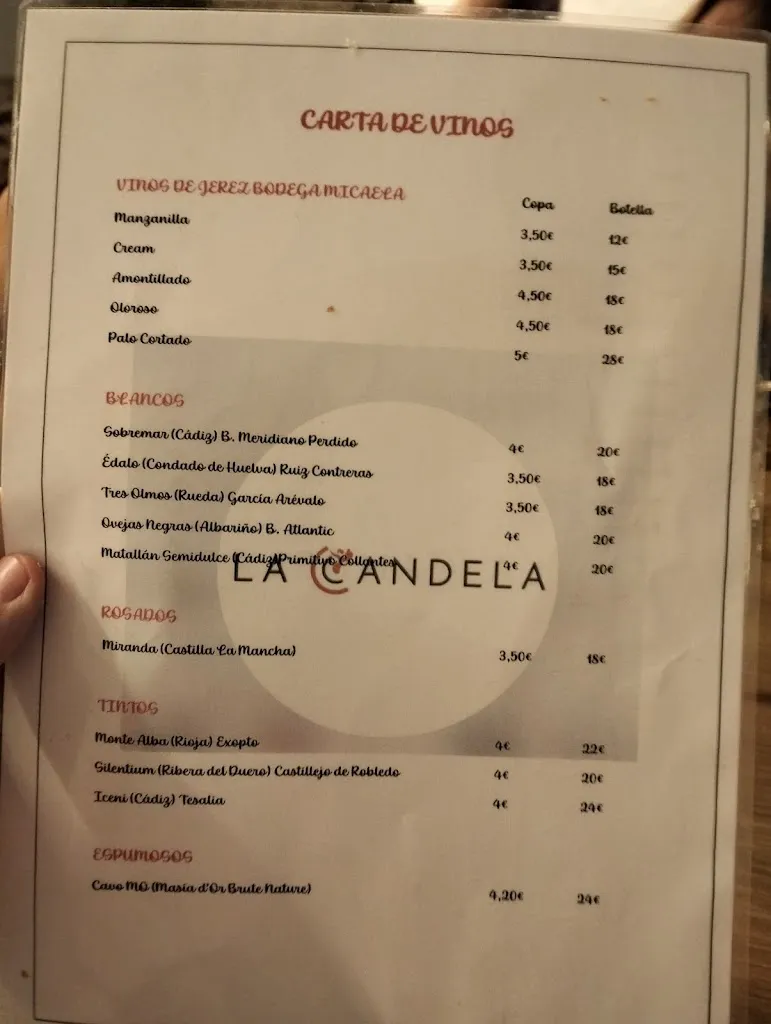 CARTA DE VINOS
VINOS DE JEREZ BODEGA MICAELA Copa Botella
Manzanilla 3,50€ 12€
Cream 3,50€ 15€
Amontillado 4,50€ 18€
Oloroso 4,50€ 18€
Palo Cortado 5€ 28€
BLANCOS
Sobremar (Cádiz) B. Meridiano Perdido 4€ 20€
Édalo (Condado de Huelva) Ruiz Contreras 3,50€ 18€
Tres Olmos (Rueda) García Arévalo 3,50€ 18€
Ovejas Negras (Albariño) B. Atlantic 4€ 20€
Matallán Semidulce (Cádiz) Primitivo Collantes 4€ 20€
LA CANDELA
ROSADOS
Miranda (Castilla La Mancha) 3,50€ 18€
TINTOS
Monte Alba (Rioja) Exopto 4€ 22€
Silentium (Ribera del Duero) Castillejo de Robledo 4€ 20€
Iceni (Cádiz) Tesalia 4€ 24€
ESPUMOSOS
Cava MO (Masía d'Or Brute Nature) 4,20€ 24€